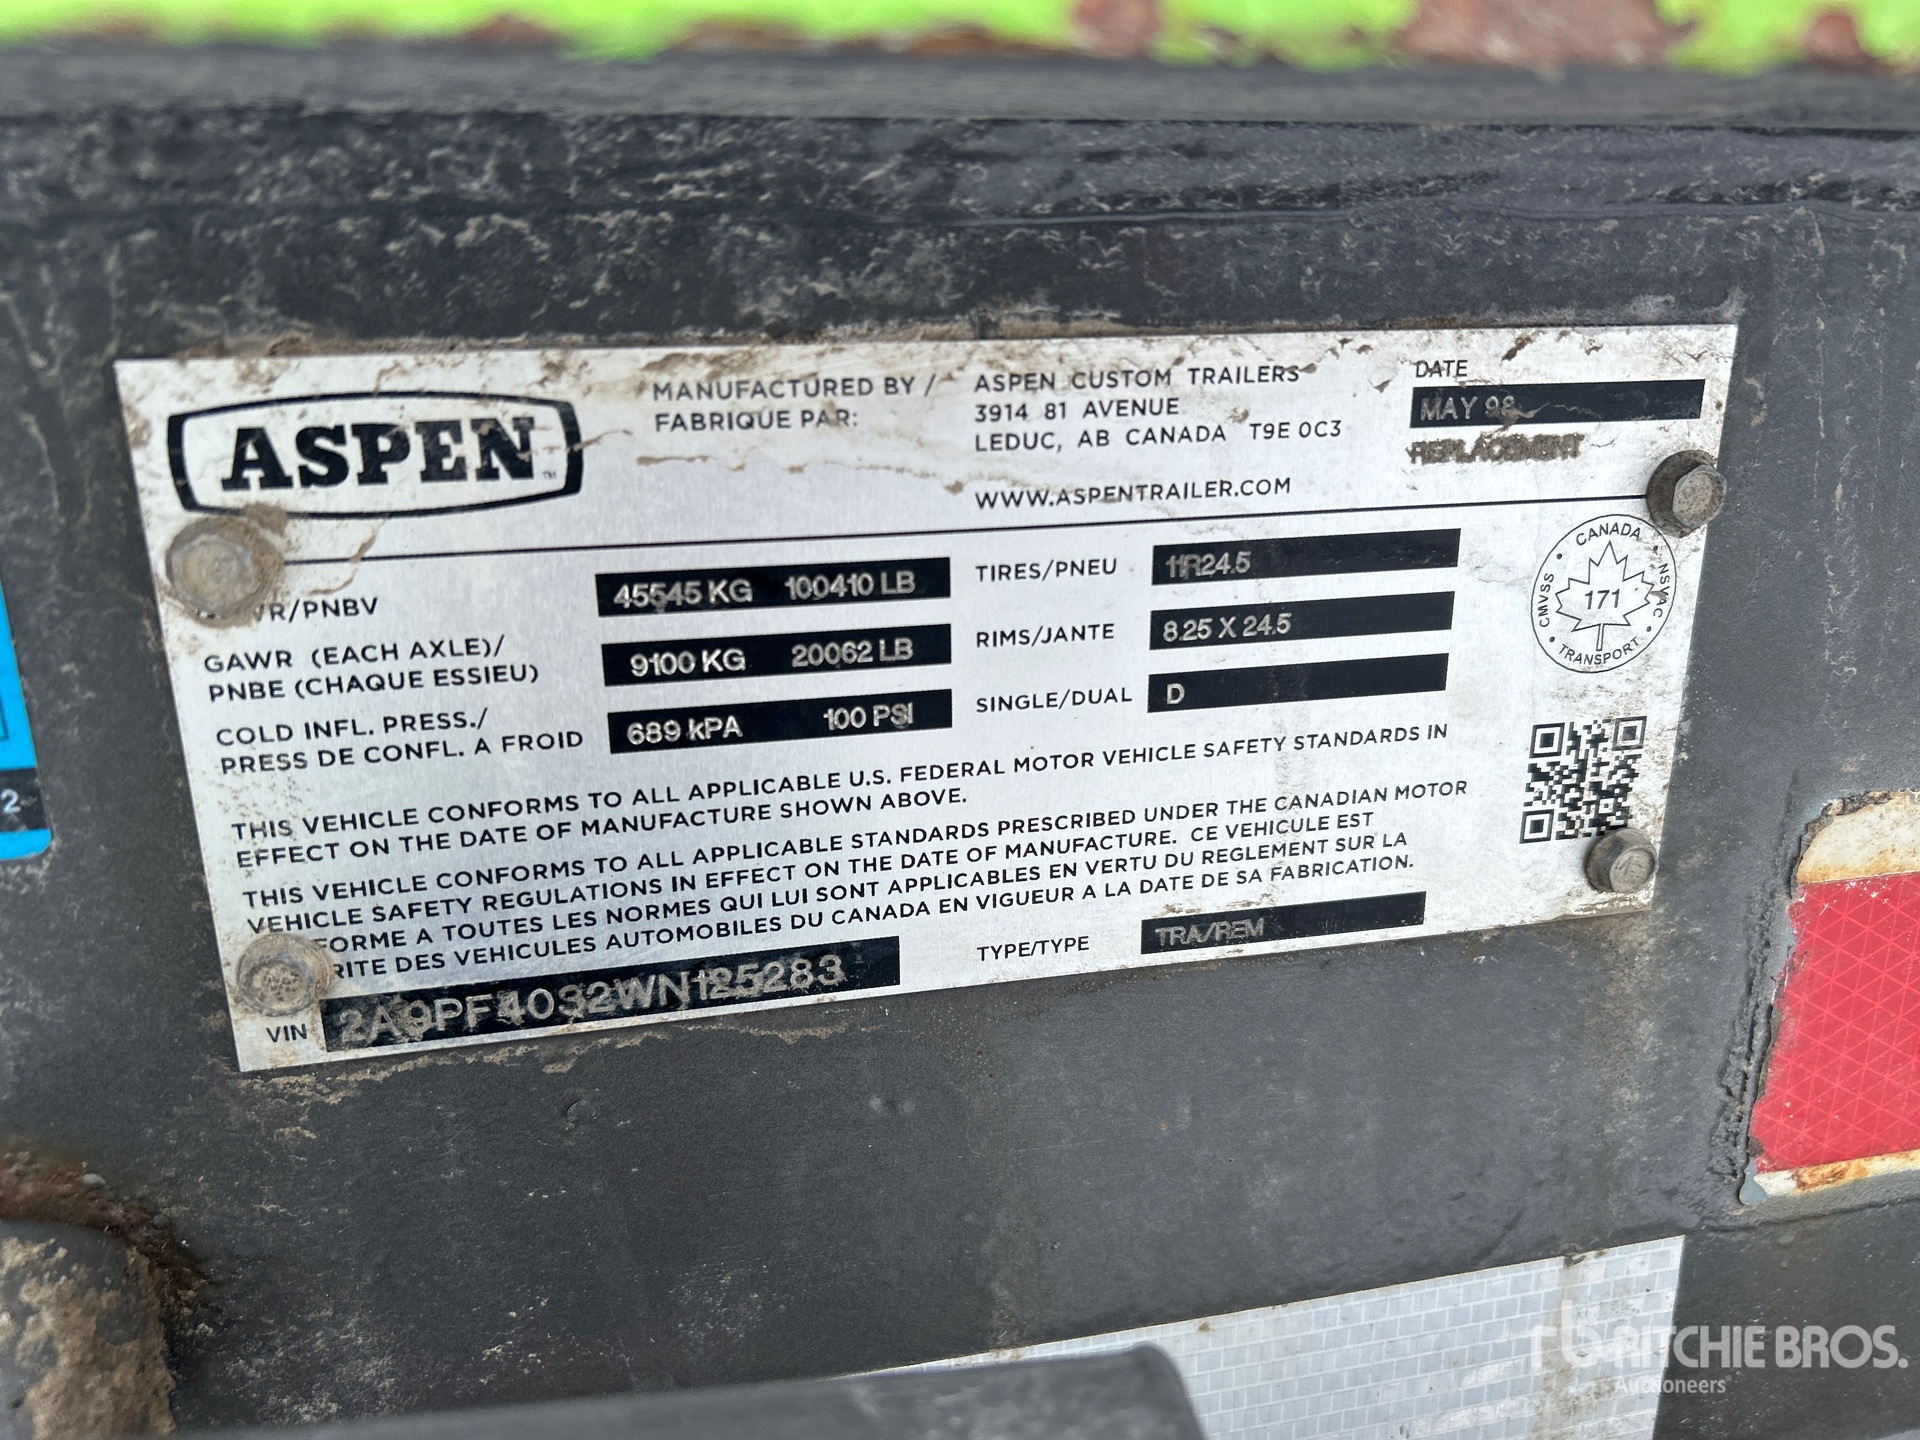 ASPEN
MANUFACTURED BY /
FABRIQUE PAR:
ASPEN CUSTOM TRAILERS
3914 81 AVENUE
LEDUC, AB CANADA T9E 0C3
WWW.ASPENTRAILER.COM
DATE
MAY 98
REPLACEMENT
VR/PNBV 45545 KG 100410 LB
GAWR (EACH AXLE)/
PNBE (CHAQUE ESSIEU) 9100 KG 20062 LB
COLD INFL. PRESS./
PRESS DE CONFL. A FROID 689 kPA 100 PSI
TIRES/PNEU 11R24.5
RIMS/JANTE 8.25 X 24.5
SINGLE/DUAL D
CANADA · NSVAC · TRANSPORT · CMVSS ·
171
THIS VEHICLE CONFORMS TO ALL APPLICABLE U.S. FEDERAL MOTOR VEHICLE SAFETY STANDARDS IN
EFFECT ON THE DATE OF MANUFACTURE SHOWN ABOVE.
THIS VEHICLE CONFORMS TO ALL APPLICABLE STANDARDS PRESCRIBED UNDER THE CANADIAN MOTOR
VEHICLE SAFETY REGULATIONS IN EFFECT ON THE DATE OF MANUFACTURE. CE VEHICULE EST
ORME A TOUTES LES NORMES QUI LUI SONT APPLICABLES EN VERTU DU REGLEMENT SUR LA
RITE DES VEHICULES AUTOMOBILES DU CANADA EN VIGUEUR A LA DATE DE SA FABRICATION.
VIN 2A9PF4032WN125283
TYPE/TYPE TRA/REM
2
rb RITCHIE BROS.
Auctioneers